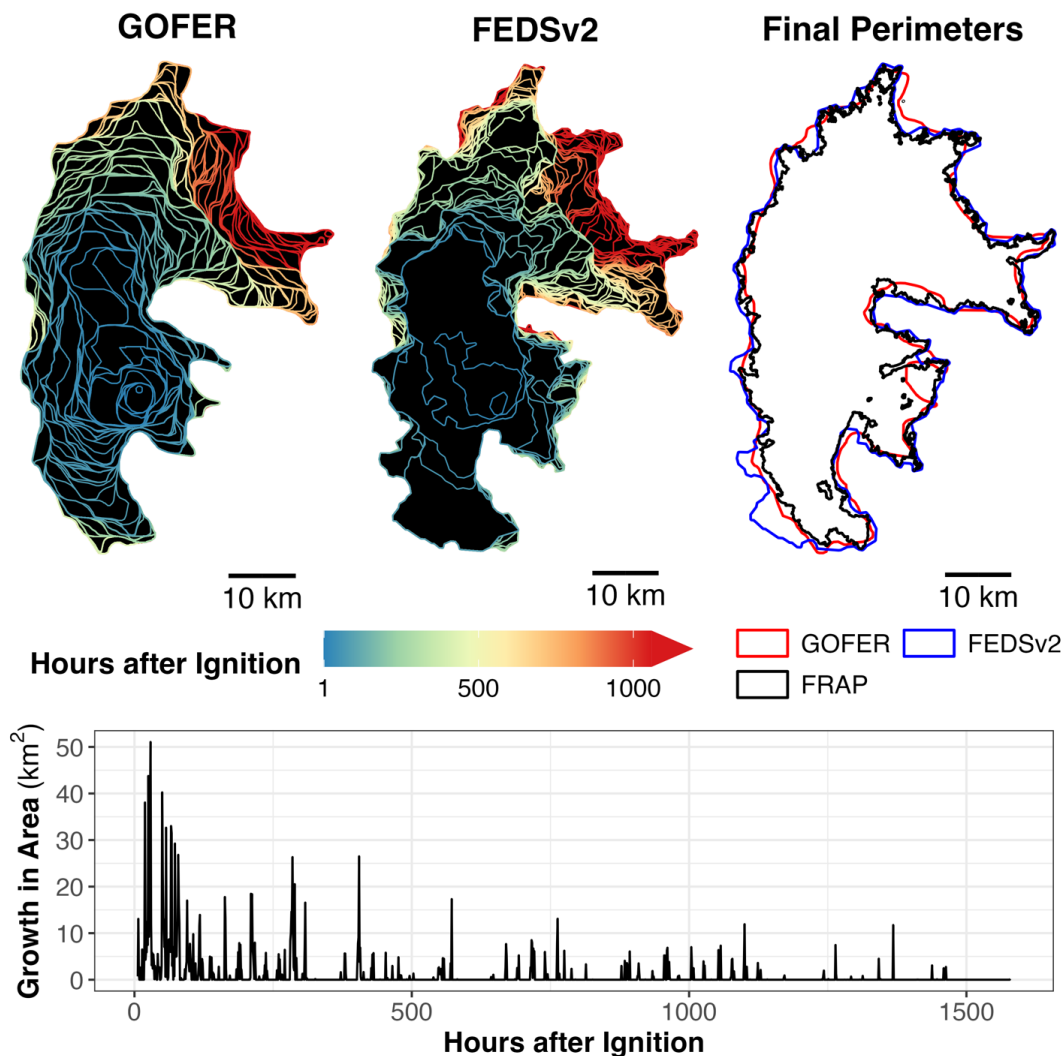 GOFER
FEDSv2
Final Perimeters
10 km
10 km
10 km
Hours after Ignition
1
500
1000
GOFER
FEDSv2
FRAP
Growth in Area (km²)
50
40
30
20
10
0
0
500
1000
1500
Hours after Ignition